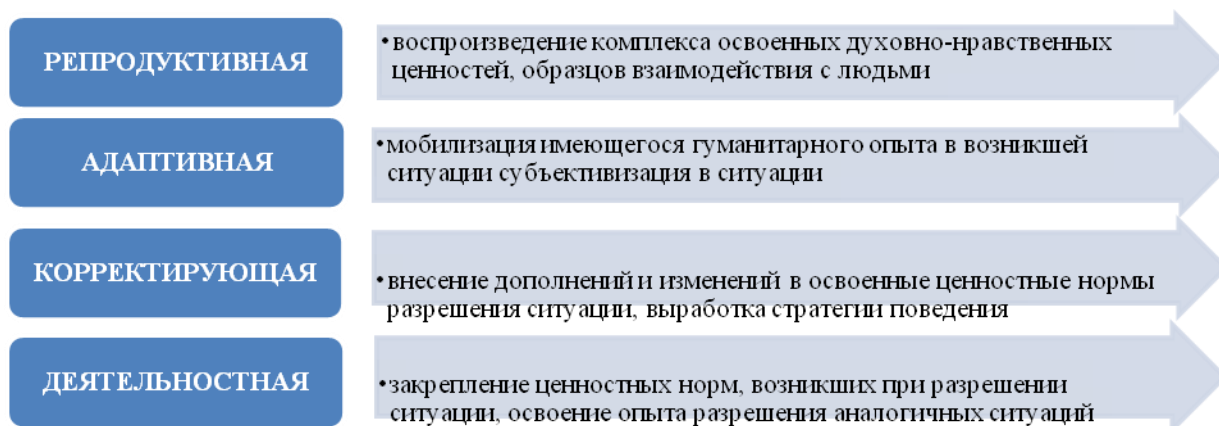 РЕПРОДУКТИВНАЯ
•воспроизведение комплекса освоенных духовно-нравственных
ценностей, образцов взаимодействия с людьми
АДАПТИВНАЯ
•мобилизация имеющегося гуманитарного опыта в возникшей
ситуации субъективизация в ситуации
КОРРЕКТИРУЮЩАЯ
•внесение дополнений и изменений в освоенные ценностные нормы
разрешения ситуации, выработка стратегии поведения
ДЕЯТЕЛЬНОСТНАЯ
•закрепление ценностных норм, возникших при разрешении
ситуации, освоение опыта разрешения аналогичных ситуаций